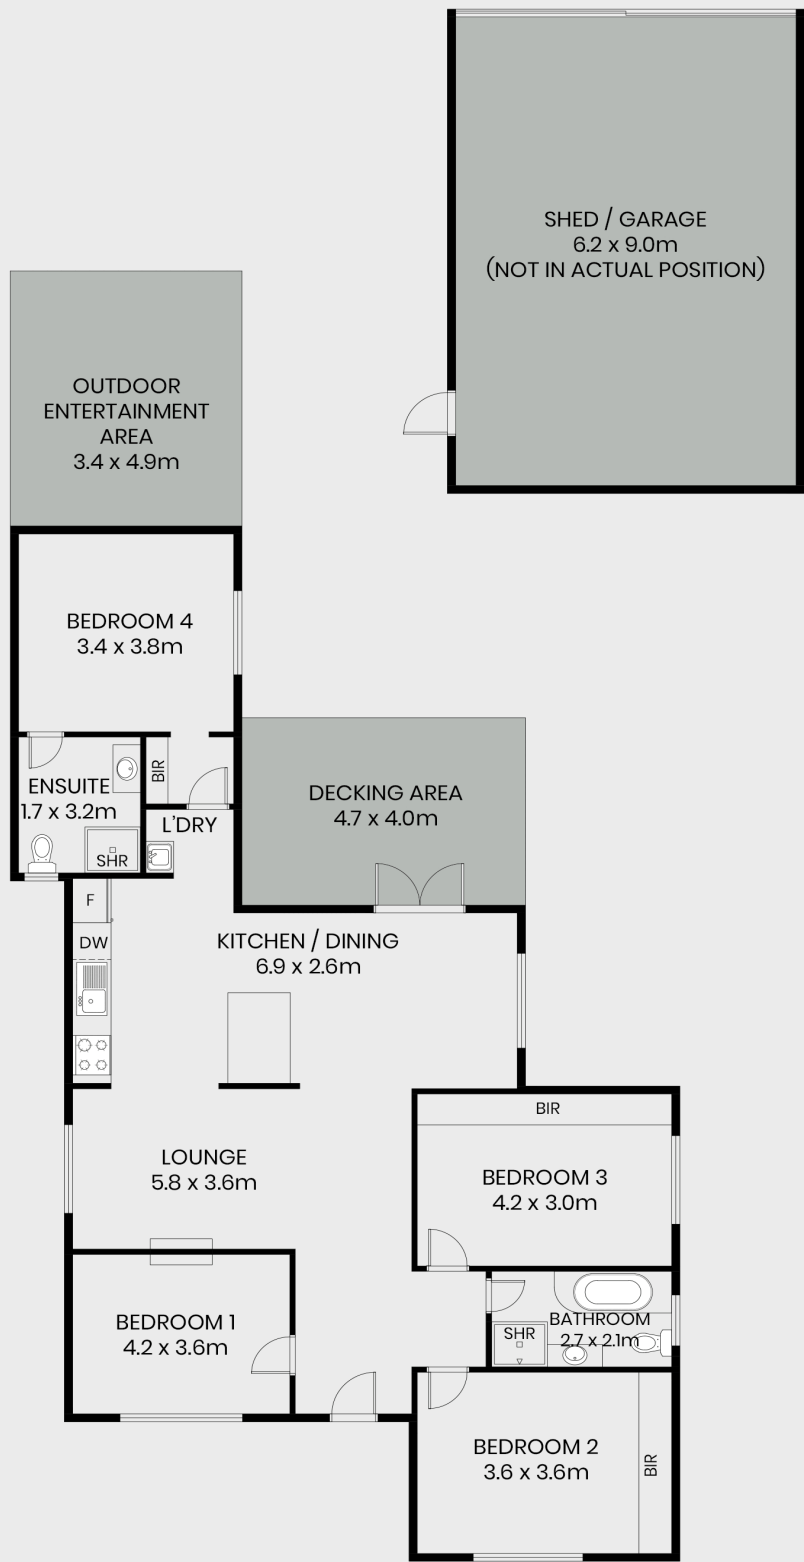 SHED / GARAGE
6.2 x 9.0m
(NOT IN ACTUAL POSITION)
OUTDOOR
ENTERTAINMENT
AREA
3.4 x 4.9m
BEDROOM 4
3.4 x 3.8m
ENSUITE
1.7 x 3.2m
SHR
BIR
L'DRY
DECKING AREA
4.7 x 4.0m
F
DW
KITCHEN / DINING
6.9 x 2.6m
LOUNGE
5.8 x 3.6m
BIR
BEDROOM 3
4.2 x 3.0m
BEDROOM 1
4.2 x 3.6m
SHR
BATHROOM
2.7 x 2.1m
BEDROOM 2
3.6 x 3.6m
BIR